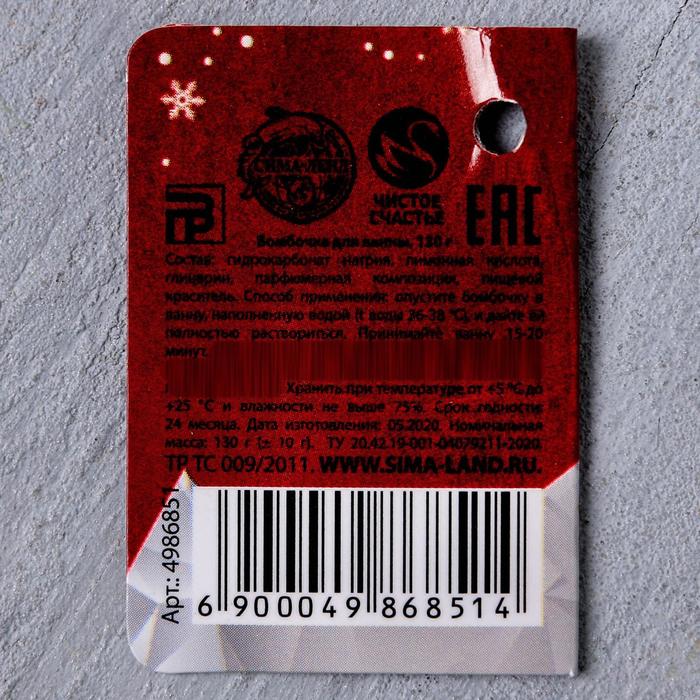 СИМА-ЛЕНД
ЧИСТОЕ
СЧАСТЬЕ
EAC
Бомбочка для ванны, 130 г
Состав: гидрокарбонат натрия, лимонная кислота,
глицерин, парфюмерная композиция, пищевой
краситель. Способ применения: опустите бомбочку в
ванну, наполненную водой (t воды 36-38 °C), и дайте ей
полностью раствориться. Принимайте ванну 15-20
минут.
Хранить при температуре от +5 °C до
+25 °C и влажности не выше 75%. Срок годности:
24 месяца. Дата изготовления: 05.2020. Номинальная
масса: 130 г (± 10 г). ТУ 20.42.19-001-04079211-2020.
ТР ТС 009/2011. WWW.SIMA-LAND.RU.
Арт.: 4986851
6 900049 868514